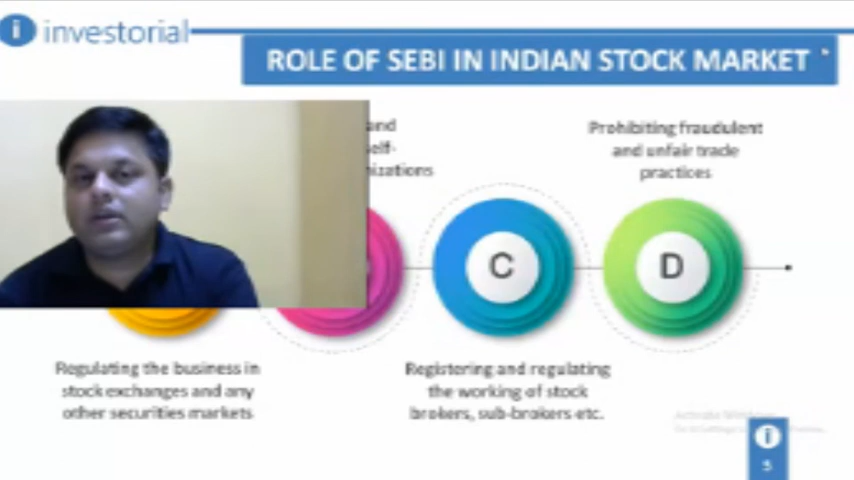 i investorial
ROLE OF SEBI IN INDIAN STOCK MARKET
and
elf-
nizations
Prohibiting fraudulent
and unfair trade
practices
C
D
Regulating the business in
stock exchanges and any
other securities markets
Registering and regulating
the working of stock
brokers, sub-brokers etc.
i
5